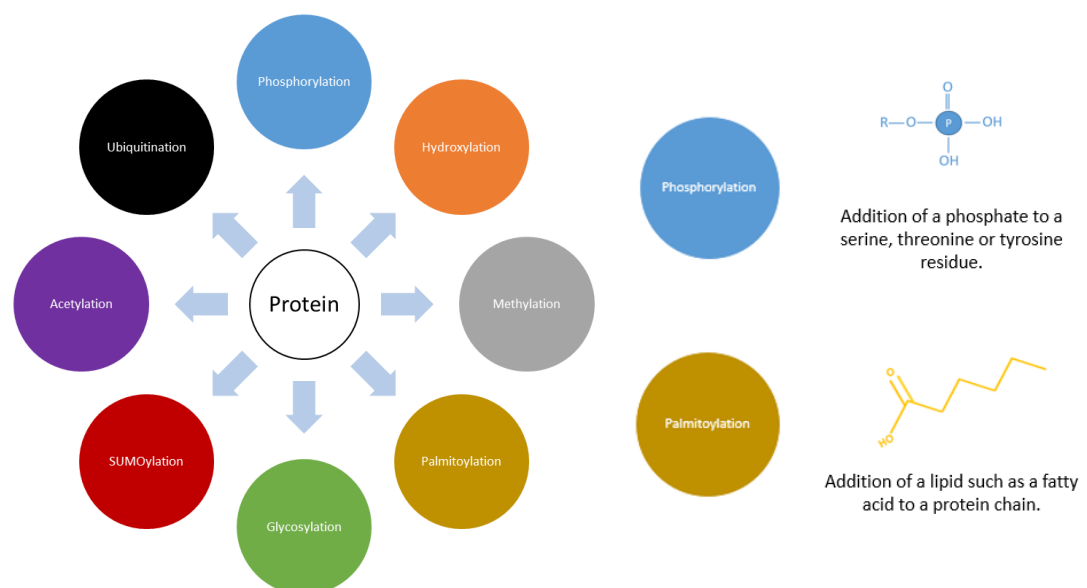 Phosphorylation
Ubiquitination
Hydroxylation
Acetylation
Protein
Methylation
SUMOylation
Palmitoylation
Glycosylation
Phosphorylation
O
R—O—P—OH
OH
Addition of a phosphate to a
serine, threonine or tyrosine
residue.
Palmitoylation
O
HO
Addition of a lipid such as a fatty
acid to a protein chain.